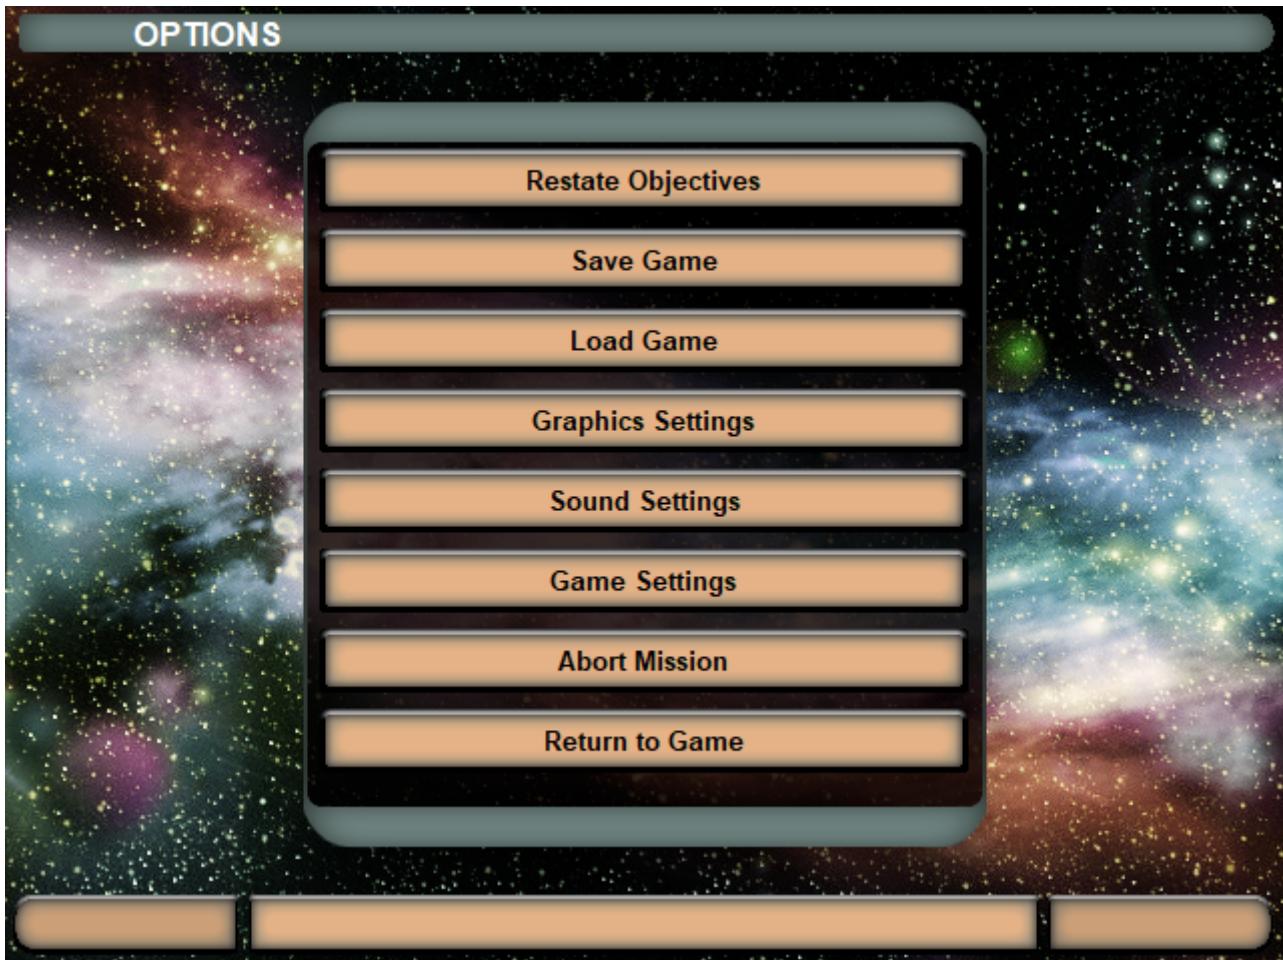 OPTIONS
Restate Objectives
Save Game
Load Game
Graphics Settings
Sound Settings
Game Settings
Abort Mission
Return to Game